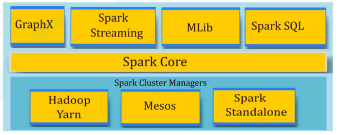 GraphX
Spark
Streaming
MLib
Spark SQL
Spark Core
Spark Cluster Managers
Hadoop
Yarn
Mesos
Spark
Standalone